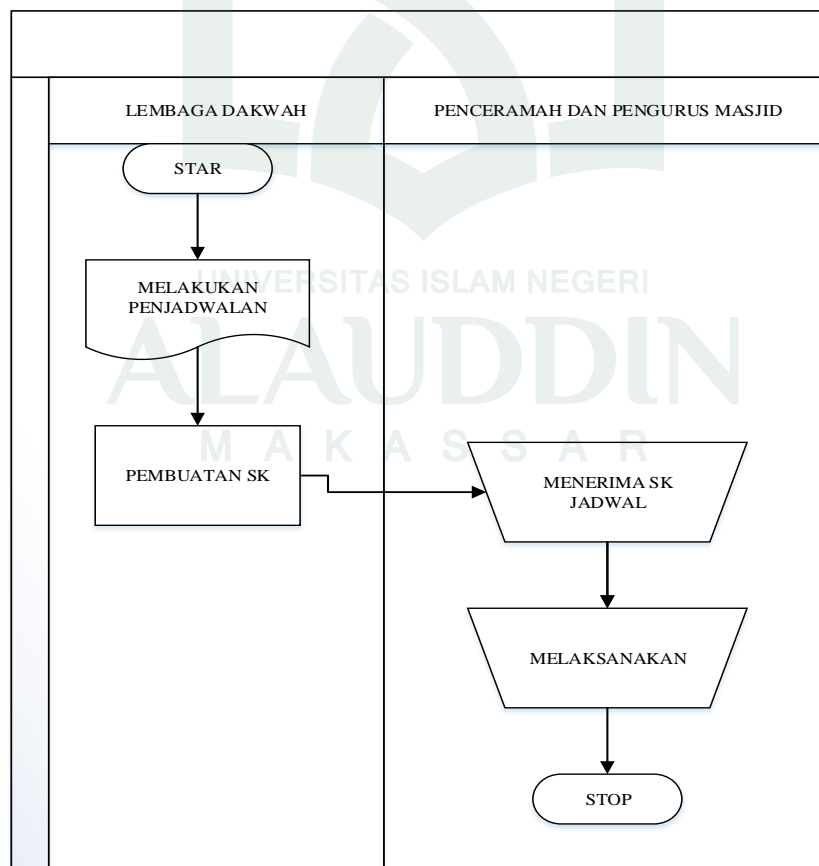 LEMBAGA DAKWAH
PENCERAMAH DAN PENGURUS MASJID
STAR
MELAKUKAN
PENJADWALAN
UNIVERSITAS ISLAM NEGERI
ALAUDDIN
MAKASSAR
PEMBUATAN SK
MENERIMA SK
JADWAL
MELAKSANAKAN
STOP